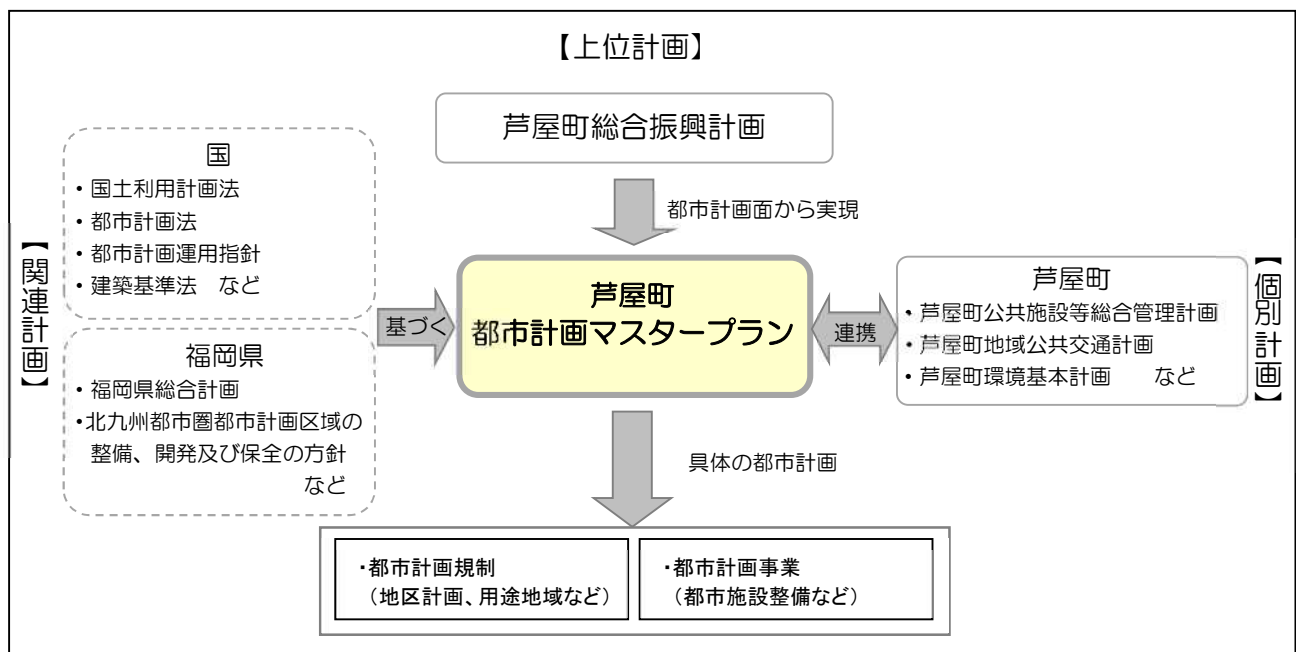 【上位計画】
芦屋町総合振興計画
都市計画面から実現
【関連計画】
国
・国土利用計画法
・都市計画法
・都市計画運用指針
・建築基準法 など
福岡県
・福岡県総合計画
・北九州都市圏都市計画区域の
整備、開発及び保全の方針
など
基づく
芦屋町
都市計画マスタープラン
連携
【個別計画】
芦屋町
・芦屋町公共施設等総合管理計画
・芦屋町地域公共交通計画
・芦屋町環境基本計画 など
具体の都市計画
・都市計画規制
（地区計画、用途地域など）
・都市計画事業
（都市施設整備など）